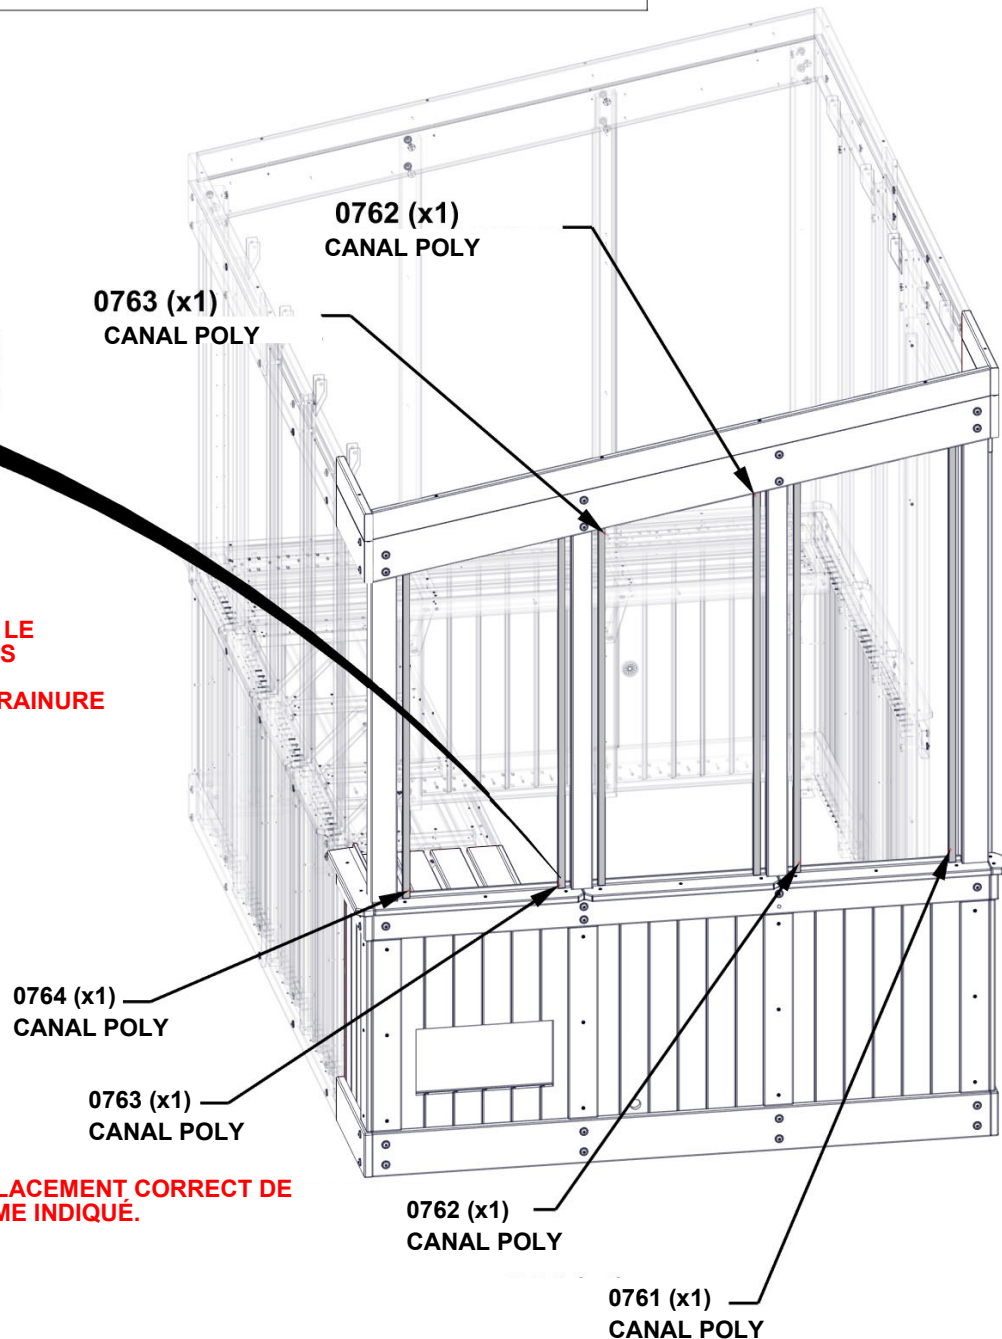 0762 (x1)
CANAL POLY
0763 (x1)
CANAL POLY
LE
S
RAINURE
0764 (x1)
CANAL POLY
0763 (x1)
CANAL POLY
LACEMENT CORRECT DE
ME INDIQUÉ.
0762 (x1)
CANAL POLY
0761 (x1)
CANAL POLY